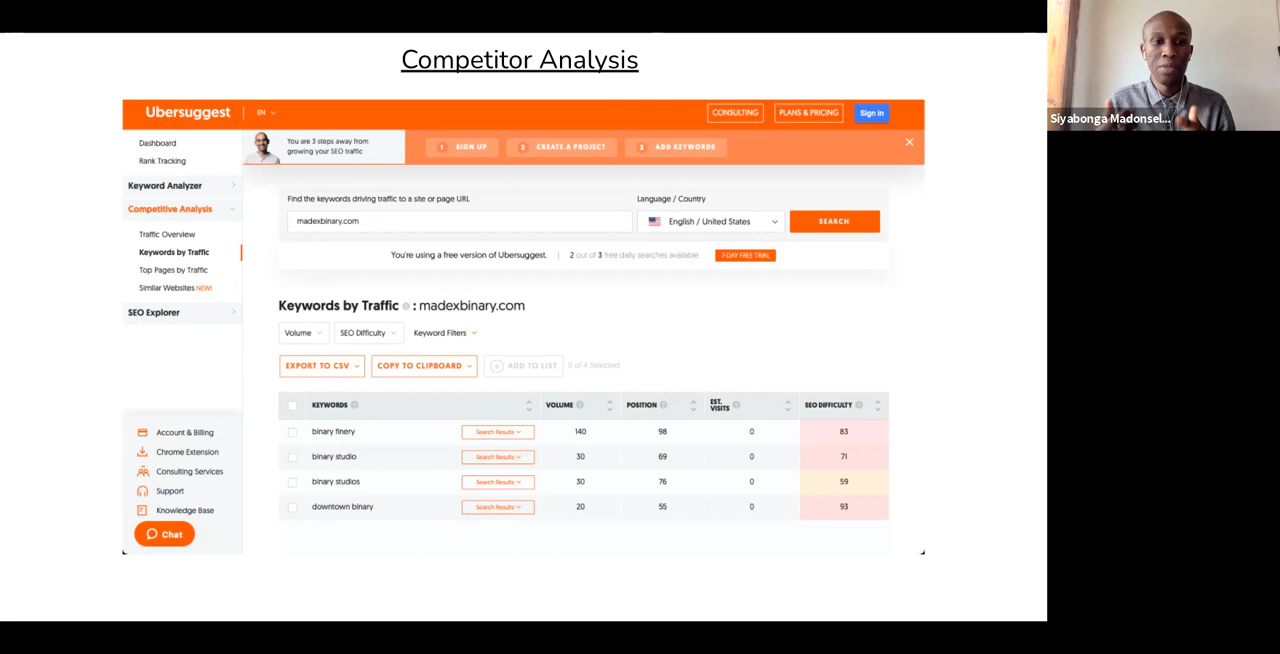 Competitor Analysis
Siyabonga Madonsel...
Ubersuggest
EN
CONSULTING
PLANS & PRICING
Sign in
Dashboard
Rank Tracking
Keyword Analyzer
Competitive Analysis
Traffic Overview
Keywords by Traffic
Top Pages by Traffic
Similar Websites NEW!
SEO Explorer
Account & Billing
Chrome Extension
Consulting Services
Support
Knowledge Base
Chat
You are 3 steps away from
growing your SEO traffic
1 SIGN UP
2 CREATE A PROJECT
3 ADD KEYWORDS
Find the keywords driving traffic to a site or page URL
Language / Country
madexbinary.com
English / United States
SEARCH
You're using a free version of Ubersuggest. | 2 out of 3 free daily searches available
7-DAY FREE TRIAL
Keywords by Traffic : madexbinary.com
Volume
SEO Difficulty
Keyword Filters
EXPORT TO CSV
COPY TO CLIPBOARD
ADD TO LIST
0 of 4 Selected
KEYWORDS VOLUME POSITION EST. VISITS SEO DIFFICULTY
binary finery Search Results 140 98 0 83
binary studio Search Results 30 69 0 71
binary studios Search Results 30 76 0 59
downtown binary Search Results 20 55 0 93